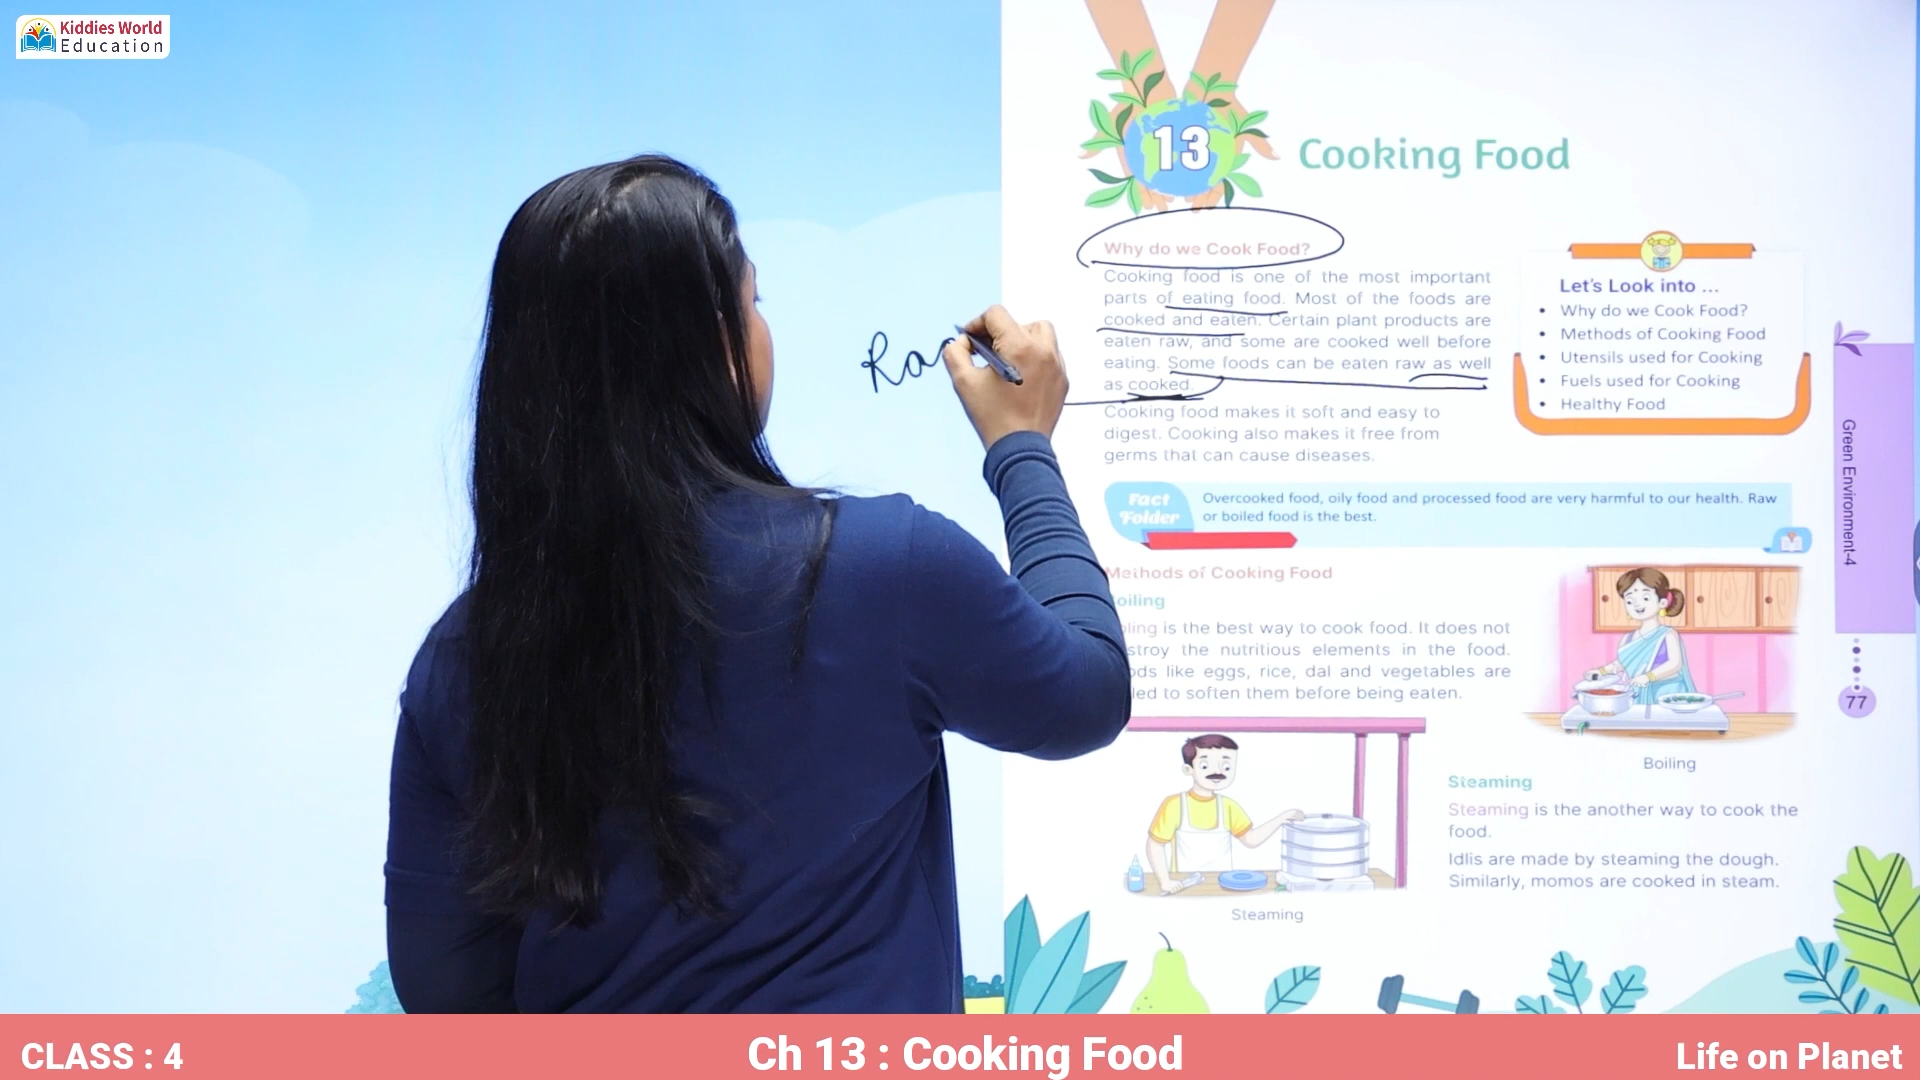 Kiddies World
Education
13
Cooking Food
Why do we Cook Food?
Cooking food is one of the most important
parts of eating food. Most of the foods are
cooked and eaten. Certain plant products are
eaten raw, and some are cooked well before
eating. Some foods can be eaten raw as well
as cooked.
Cooking food makes it soft and easy to
digest. Cooking also makes it free from
germs that can cause diseases.
Let's Look into ...
• Why do we Cook Food?
• Methods of Cooking Food
• Utensils used for Cooking
• Fuels used for Cooking
• Healthy Food
Ra
Fact
Folder
Overcooked food, oily food and processed food are very harmful to our health. Raw
or boiled food is the best.
Methods of Cooking Food
is the best way to cook food. It does not
the nutritious elements in the food.
like eggs, rice, dal and vegetables are
to soften them before being eaten.
Boiling
Steaming
Steaming
Steaming is the another way to cook the
food.
Idlis are made by steaming the dough.
Similarly, momos are cooked in steam.
Green Environment-4
77
CLASS : 4
Ch 13 : Cooking Food
Life on Planet